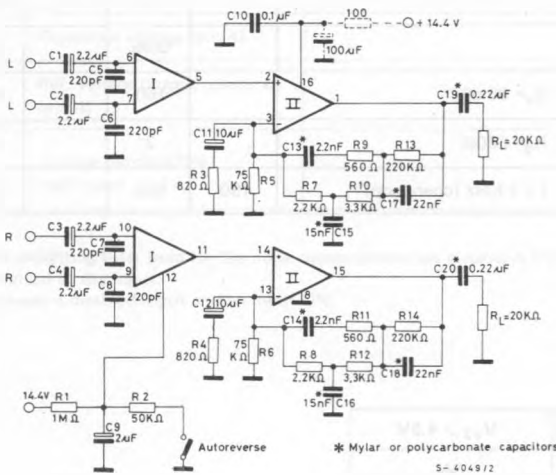 C10 0.1µF
100
+ 14.4 V
100µF
L C1 2.2µF 6
C5
220pF
7
I
5
2
+
16
II
3
-
1
C19 * 0.22µF
L C2
2.2µF
C6
220pF
C11 10µF
R3
820Ω
75
KΩ
R5
C13 * 22nF
R9
560Ω
R13
220KΩ
R7
2,2KΩ
R10
3,3KΩ
* C17 22nF
* 15nF C15
RL=20KΩ
R C3 2.2µF 10
C7
220pF
9
I
12
11
14
+
II
13
-
8
15
C20 * 0.22µF
R C4
2.2µF
C8
220pF
C12 10µF
R4
820Ω
75
KΩ
R6
C14 * 22nF
R11
560Ω
R14
220KΩ
R8
2.2KΩ
R12
3,3KΩ
* C18 22nF
* 15nF C16
RL=20KΩ
14.4V R1
1MΩ
R2
50KΩ
C9
2µF
Autoreverse
* Mylar or polycarbonate capacitors
S-4049/2